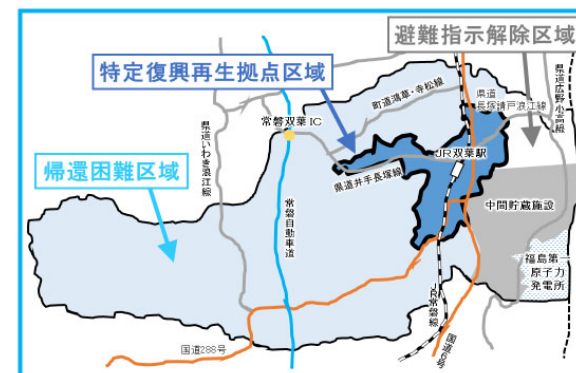 避難指示解除区域
特定復興再生拠点区域
帰還困難区域
県道いわき浪江線
常磐双葉IC
町道鴻草・寺松線
県道
長塚請戸浪江線
県道広野小高線
JR双葉駅
県道井手長塚線
常磐自動車道
中間貯蔵施設
福島第一
原子力
発電所
JR常磐線
国道288号
国道6号